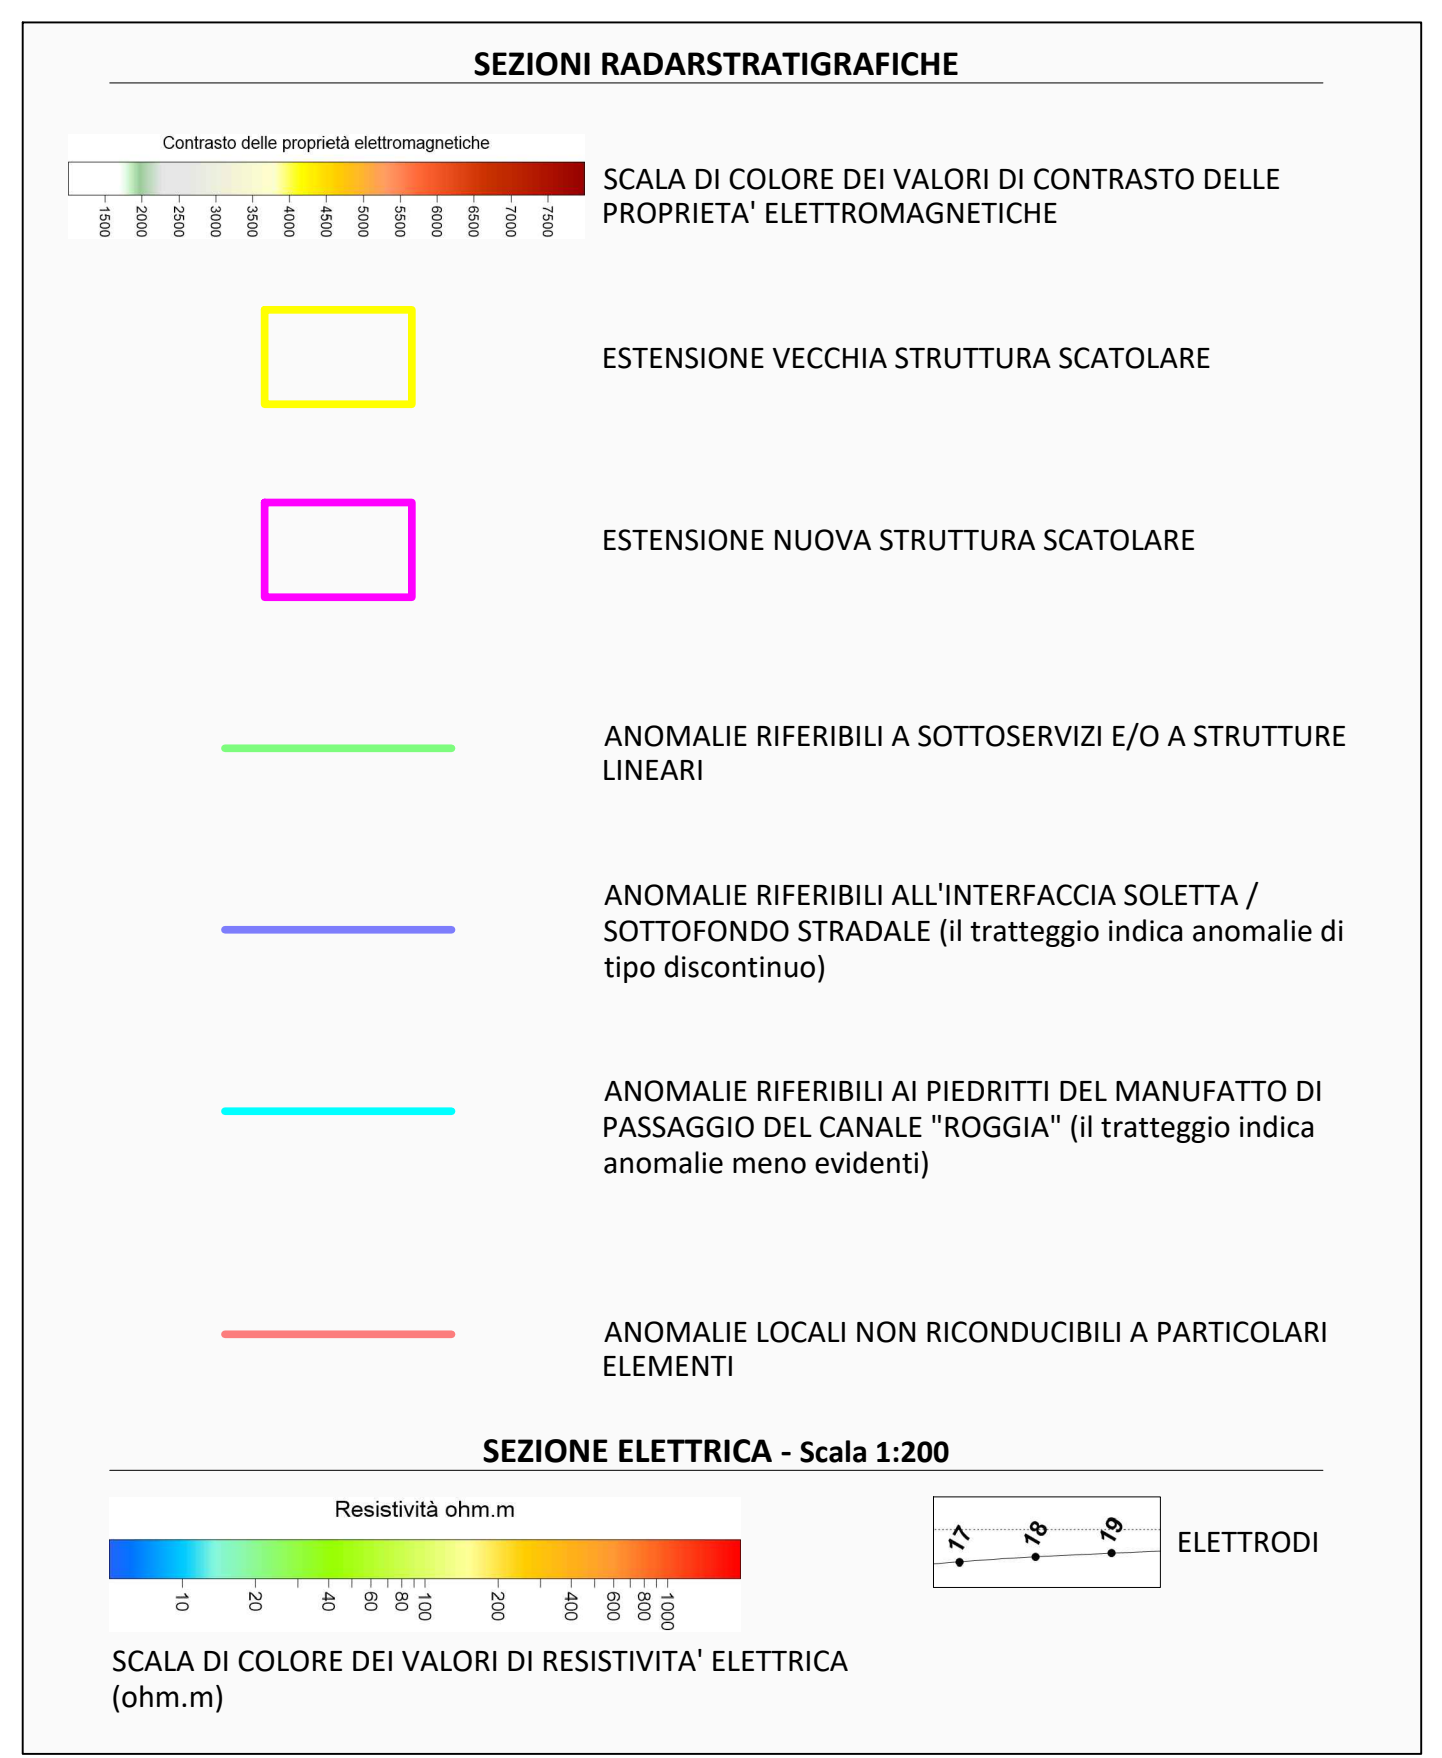 SEZIONI RADARSTRATIGRAFICHE
Contrasto delle proprietà elettromagnetiche
1500 2000 2500 3000 3500 4000 4500 5000 5500 6000 6500 7000 7500
SCALA DI COLORE DEI VALORI DI CONTRASTO DELLE
PROPRIETA' ELETTROMAGNETICHE
ESTENSIONE VECCHIA STRUTTURA SCATOLARE
ESTENSIONE NUOVA STRUTTURA SCATOLARE
ANOMALIE RIFERIBILI A SOTTOSERVIZI E/O A STRUTTURE
LINEARI
ANOMALIE RIFERIBILI ALL'INTERFACCIA SOLETTA /
SOTTOFONDO STRADALE (il tratteggio indica anomalie di
tipo discontinuo)
ANOMALIE RIFERIBILI AI PIEDRITTI DEL MANUFATTO DI
PASSAGGIO DEL CANALE "ROGGIA" (il tratteggio indica
anomalie meno evidenti)
ANOMALIE LOCALI NON RICONDUCIBILI A PARTICOLARI
ELEMENTI
SEZIONE ELETTRICA - Scala 1:200
Resistività ohm.m
10 20 40 60 80 100 200 400 600 800 1000
17 18 19
ELETTRODI
SCALA DI COLORE DEI VALORI DI RESISTIVITA' ELETTRICA
(ohm.m)